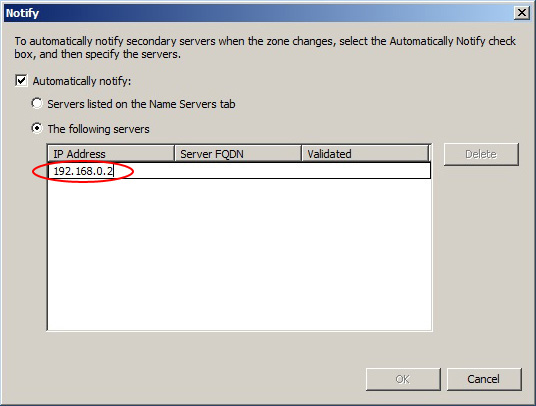 Notify
To automatically notify secondary servers when the zone changes, select the Automatically Notify check
box, and then specify the servers.
Automatically notify:
Servers listed on the Name Servers tab
The following servers
IP Address Server FQDN Validated
Delete
192.168.0.2
OK Cancel